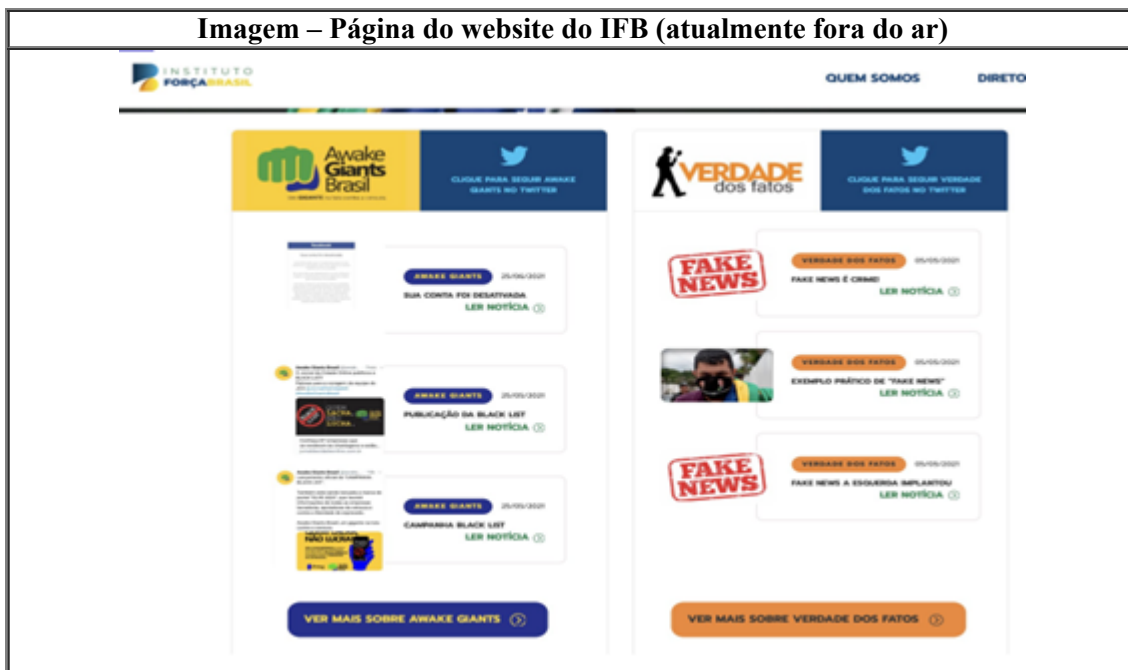 Imagem – Página do website do IFB (atualmente fora do ar)
INSTITUTO
FORÇABRASIL
QUEM SOMOS
DIRETO
Awake
Giants
Brasil
CLIQUE PARA SEGUIR AWAKE
GIANTS NO TWITTER
VERDADE
dos fatos
CLIQUE PARA SEGUIR VERDADE
DOS FATOS NO TWITTER
AWAKE GIANTS
SUA CONTA FOI DESATIVADA
LER NOTÍCIA
AWAKE GIANTS 25/05/2021
PUBLICAÇÃO DA BLACK LIST
LER NOTÍCIA
AWAKE GIANTS 25/05/2021
CAMPANHA BLACK LIST
LER NOTÍCIA
VER MAIS SOBRE AWAKE GIANTS
FAKE
NEWS
VERDADE DOS FATOS 05/05/2021
FAKE NEWS É CRIME!
LER NOTÍCIA
VERDADE DOS FATOS 05/05/2021
EXEMPLO PRÁTICO DE "FAKE NEWS"
LER NOTÍCIA
FAKE
NEWS
VERDADE DOS FATOS 05/05/2021
FAKE NEWS A ESQUERDA IMPLANTOU
LER NOTÍCIA
VER MAIS SOBRE VERDADE DOS FATOS